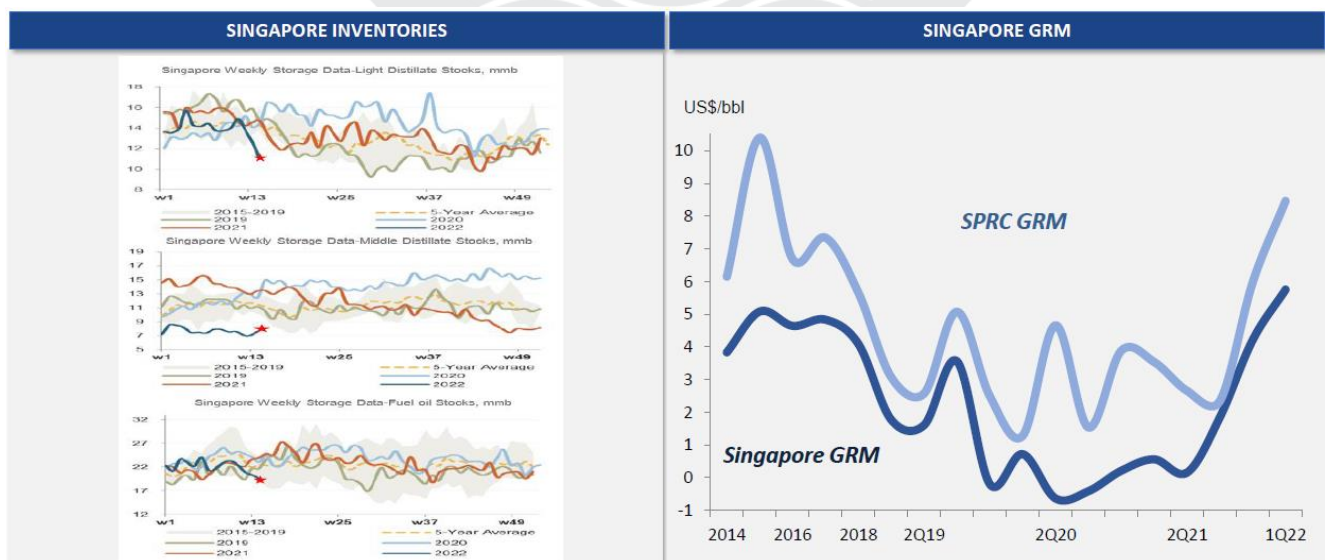 SINGAPORE INVENTORIES
Singapore Weekly Storage Data-Light Distillate Stocks, mmb
18
16
14
12
10
8
w1 w13 w25 w37 w49
2015-2019 5-Year Average
2019 2020
2021 2022
Singapore Weekly Storage Data-Middle Distillate Stocks, mmb
19
17
15
13
11
9
7
5
w1 w13 w25 w37 w49
2015-2019 5-Year Average
2019 2020
2021 2022
Singapore Weekly Storage Data-Fuel oil Stocks, mmb
32
27
22
17
12
w1 w13 w25 w37 w49
2015-2019 5-Year Average
2019 2020
2021 2022
SINGAPORE GRM
US$/bbl
10
9
8
SPRC GRM
7
6
5
4
3
2
1
Singapore GRM
0
-1
2014 2016 2018 2Q19 2Q20 2Q21 1Q22